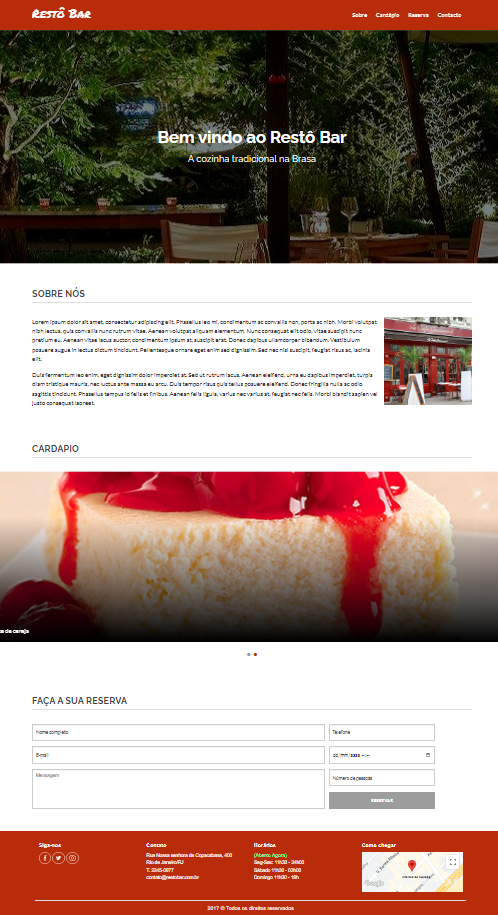 Restô Bar
Sobre Cardápio Reserva Contacto
Bem vindo ao Restô Bar
A cozinha tradicional na Brasa
SOBRE NÓS
Lorem ipsum dolor sit amet, consectetur adipiscing elit. Phasellus leo mi, condimentum ac convallis non, porta ac nibh. Morbi volutpat
nibh lectus, quis convallis nunc rutrum vitae. Aenean volutpat aliquam elementum. Nunc consequat elit odio, vitae suscipit nunc
pretium eu. Aenean vitae lacus auctor, condimentum ipsum at, suscipit erat. Donec dapibus ullamcorper bibendum. Vestibulum
posuere augue in lectus dictum tincidunt. Pellentesque ornare eget enim sed dignissim. Sed nec nisi suscipit, feugiat risus ac, lacinia
elit.
Duis fermentum leo enim, eget dignissim dolor imperdiet at. Sed ut rutrum lacus. Aenean eleifend, urna eu dapibus imperdiet, turpis
diam tristique mauris, nec luctus ante massa eu arcu. Duis tempor risus quis tellus posuere eleifend. Donec fringilla nulla ac odio
sagittis tincidunt. Phasellus tempus id felis et finibus. Aenean felis ligula, varius nec varius at, feugiat nec felis. Morbi blandit sapien vel
justo consequat laoreet.
CARDAPIO
FAÇA A SUA RESERVA
Nome completo
Telefone
E-mail
dd/mm/aaaa --:--
Mensagem
Número de pessoas
RESERVAR
Siga-nos
Contato
Rua Nossa senhora de Copacabana, 400
Rio de Janeiro/RJ
T. 2345-0977
contato@restobar.com.br
Horários
(Aberto Agora)
Seg-Sex: 11h30 - 24h00
Sábado 11h30 - 03h00
Domingo 11h30 - 16h
Como chegar
Google
2017 © Todos os direitos reservados